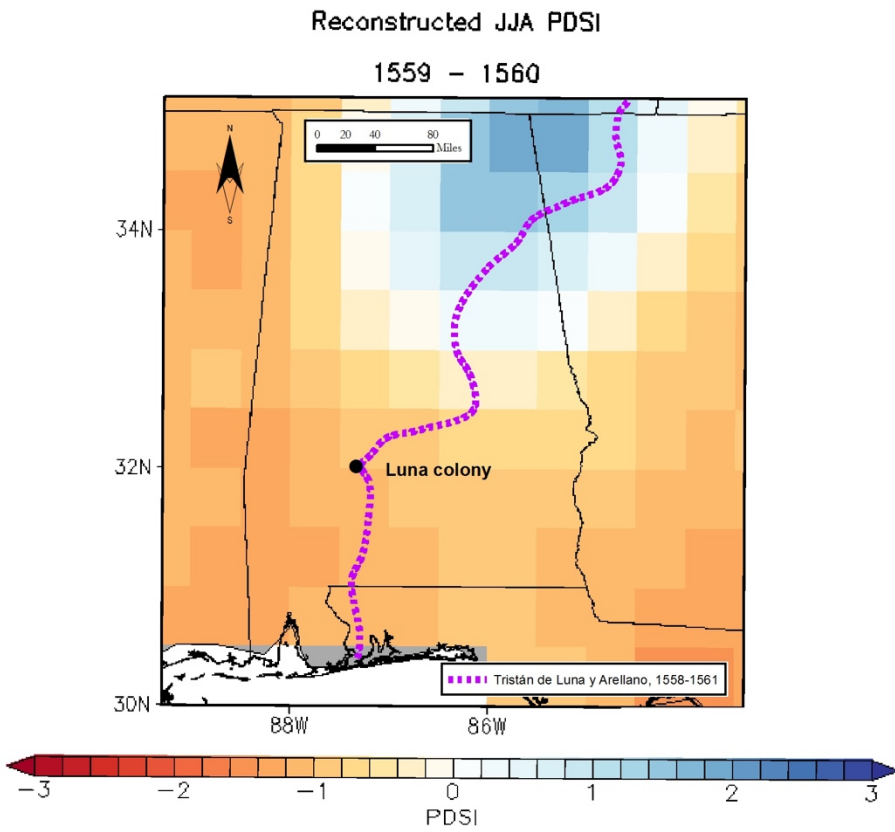 Reconstructed JJA PDSI
1559 - 1560
N
S
0 20 40 80
Miles
34N
32N
Luna colony
30N
Tristán de Luna y Arellano, 1558-1561
88W 86W
-3 -2 -1 0 1 2 3
PDSI